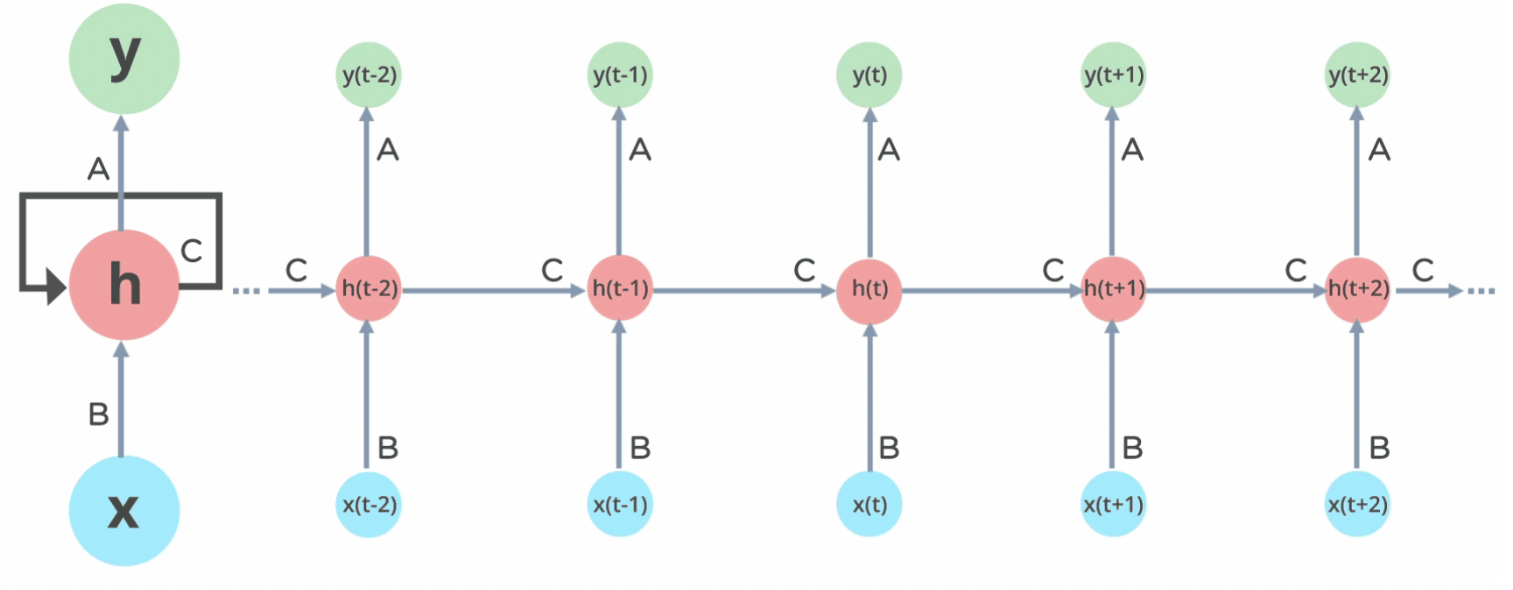 y
y(t-2) y(t-1) y(t) y(t+1) y(t+2)
A A A A A A
C C C C C C C
h h(t-2) h(t-1) h(t) h(t+1) h(t+2)
B B B B B B
x x(t-2) x(t-1) x(t) x(t+1) x(t+2)